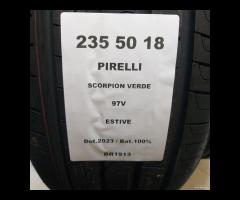 235 50 18
PIRELLI
SCORPION VERDE
97V
ESTIVE
Dot.2023 / Bat.100%
BR1913